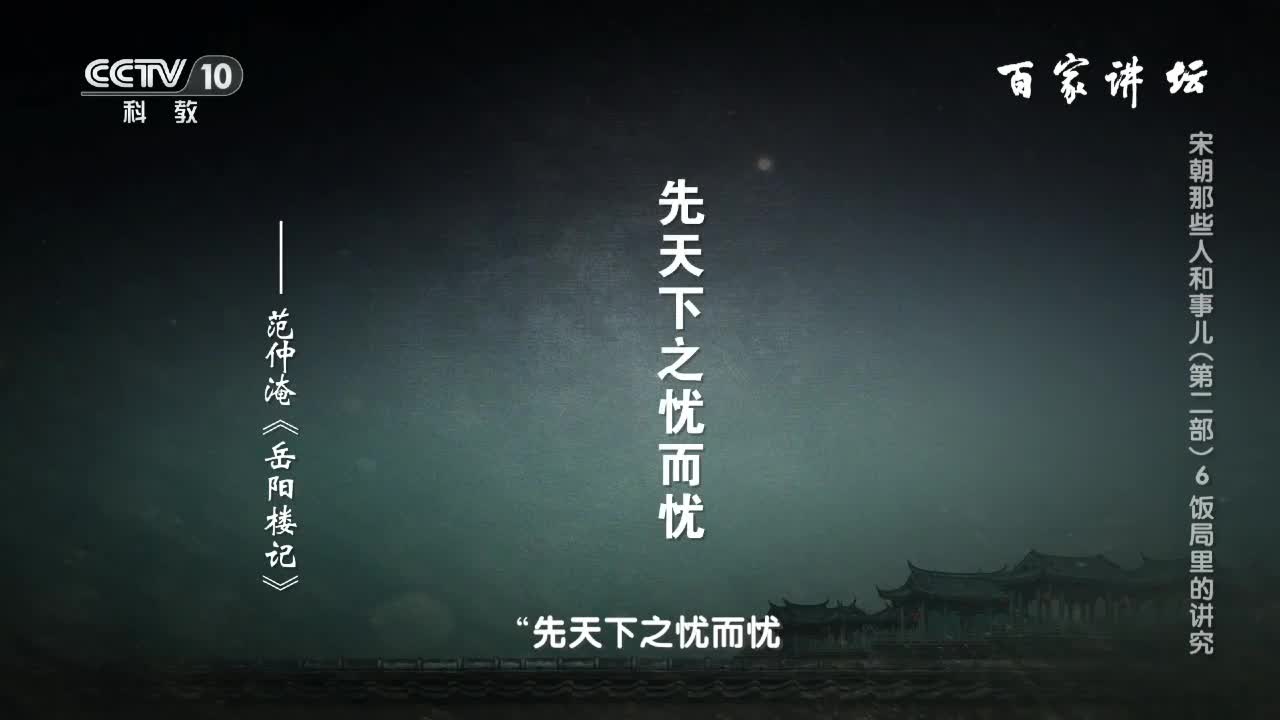 CCTV 10
科教
百家讲坛
宋朝那些人和事儿(第二部)6 饭局里的讲究
先天下之忧而忧
——范仲淹《岳阳楼记》
“先天下之忧而忧